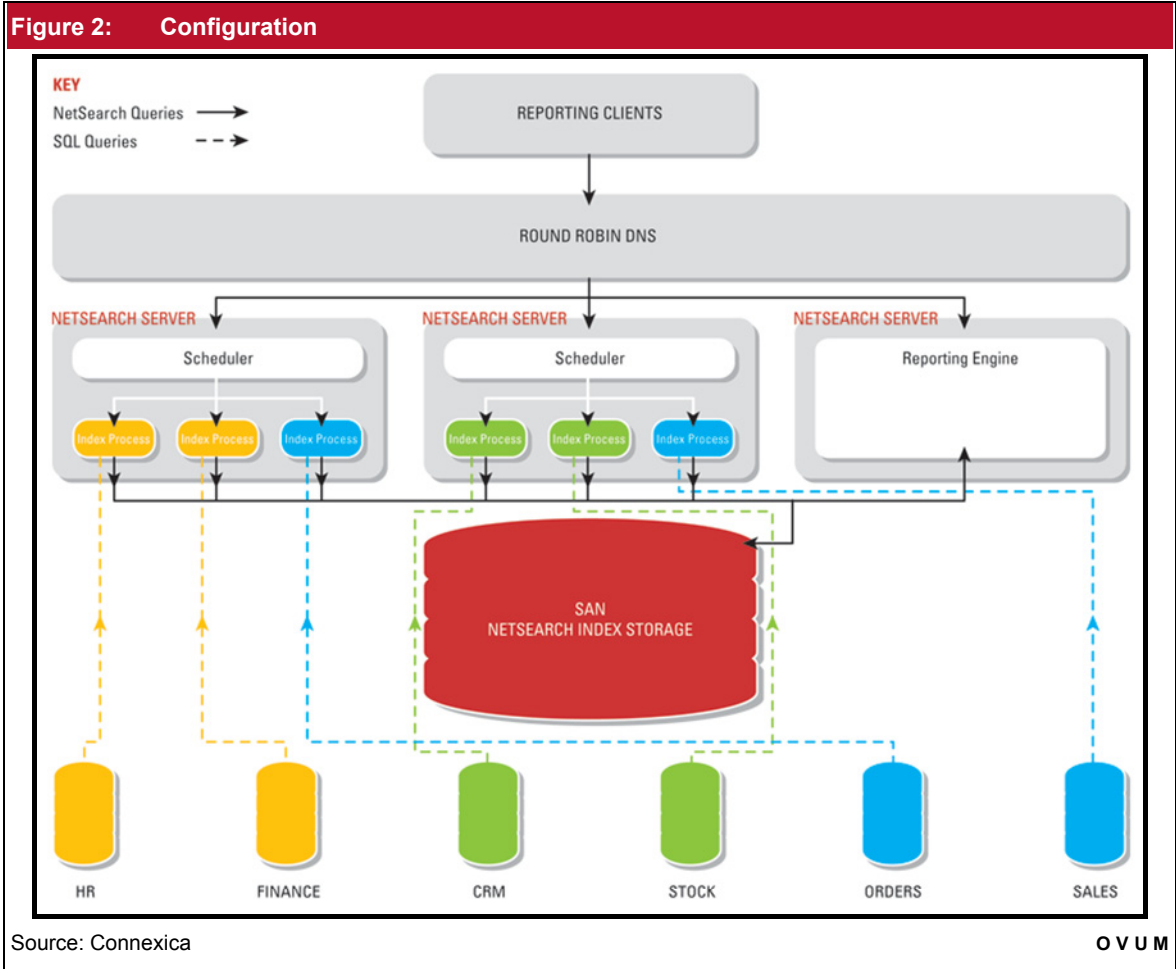 Figure 2: Configuration
KEY
NetSearch Queries
SQL Queries
REPORTING CLIENTS
ROUND ROBIN DNS
NETSEARCH SERVER
NETSEARCH SERVER
NETSEARCH SERVER
Scheduler
Scheduler
Reporting Engine
Index Process
Index Process
Index Process
Index Process
Index Process
Index Process
SAN
NETSEARCH INDEX STORAGE
HR
FINANCE
CRM
STOCK
ORDERS
SALES
Source: Connexica
OVUM